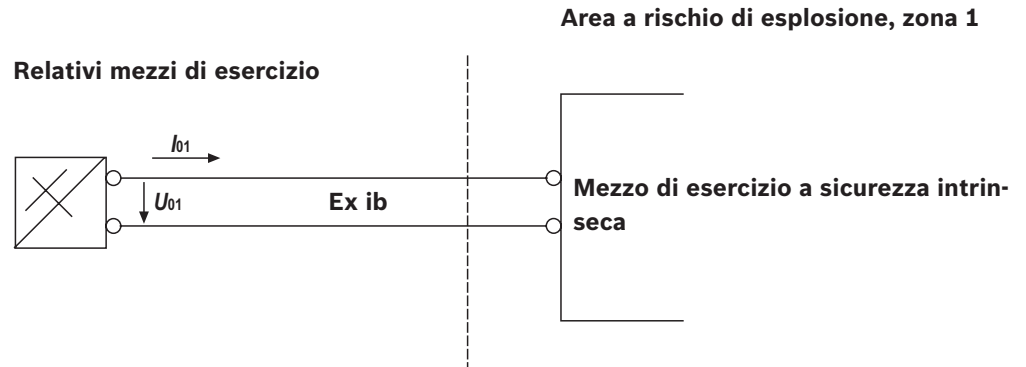 Area a rischio di esplosione, zona 1
Relativi mezzi di esercizio
I01
U01
Ex ib
Mezzo di esercizio a sicurezza intrin-
seca